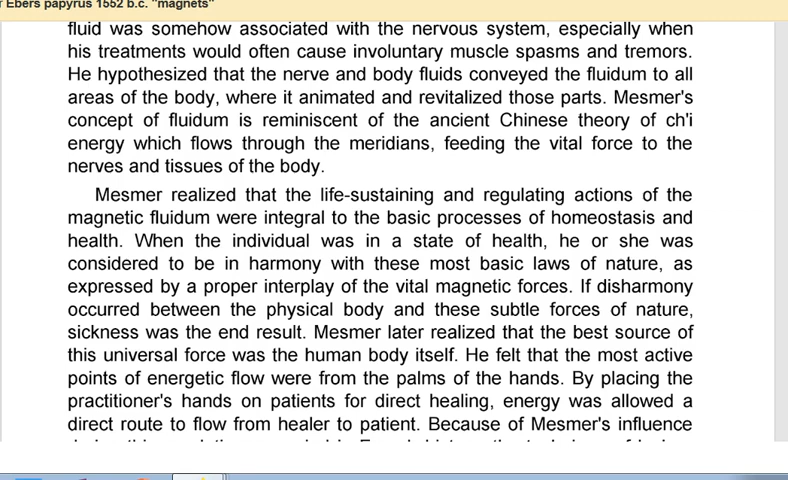 Ebers papyrus 1552 b.c. "magnets"
fluid was somehow associated with the nervous system, especially when
his treatments would often cause involuntary muscle spasms and tremors.
He hypothesized that the nerve and body fluids conveyed the fluidum to all
areas of the body, where it animated and revitalized those parts. Mesmer's
concept of fluidum is reminiscent of the ancient Chinese theory of ch'i
energy which flows through the meridians, feeding the vital force to the
nerves and tissues of the body.
Mesmer realized that the life-sustaining and regulating actions of the
magnetic fluidum were integral to the basic processes of homeostasis and
health. When the individual was in a state of health, he or she was
considered to be in harmony with these most basic laws of nature, as
expressed by a proper interplay of the vital magnetic forces. If disharmony
occurred between the physical body and these subtle forces of nature,
sickness was the end result. Mesmer later realized that the best source of
this universal force was the human body itself. He felt that the most active
points of energetic flow were from the palms of the hands. By placing the
practitioner's hands on patients for direct healing, energy was allowed a
direct route to flow from healer to patient. Because of Mesmer's influence